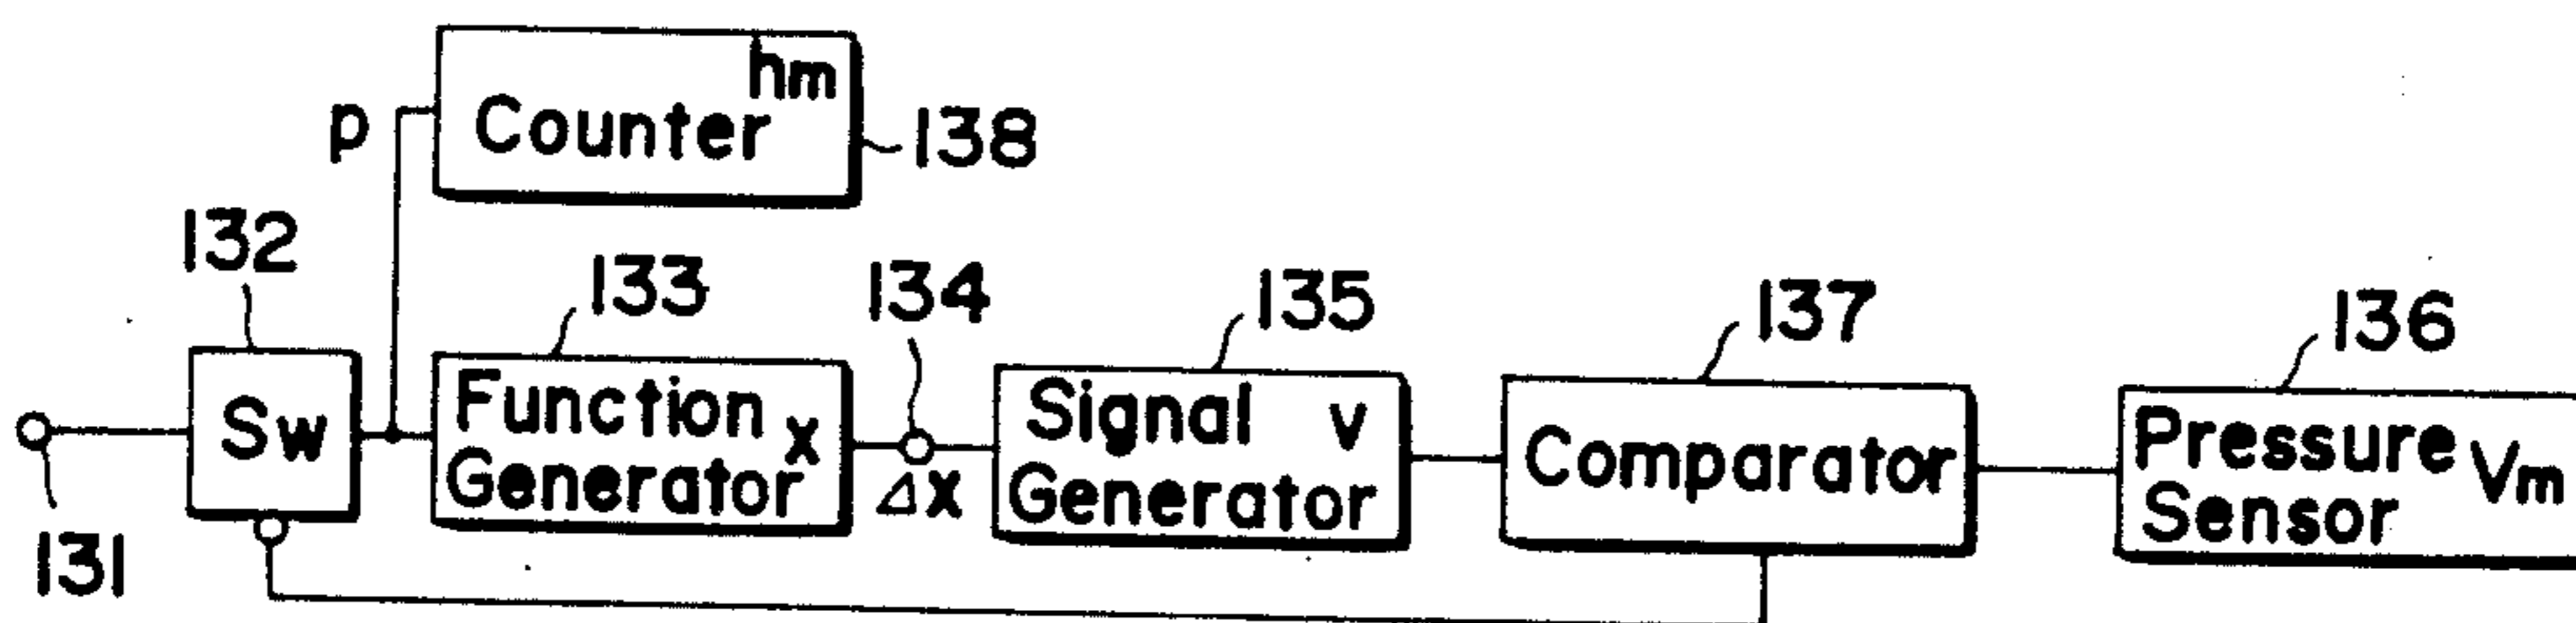 hm
Counter
p
138
132
133
134
135
137
136
Sw
Function x
Generator
Δx
Signal v
Generator
Comparator
Pressure Vm
Sensor
131